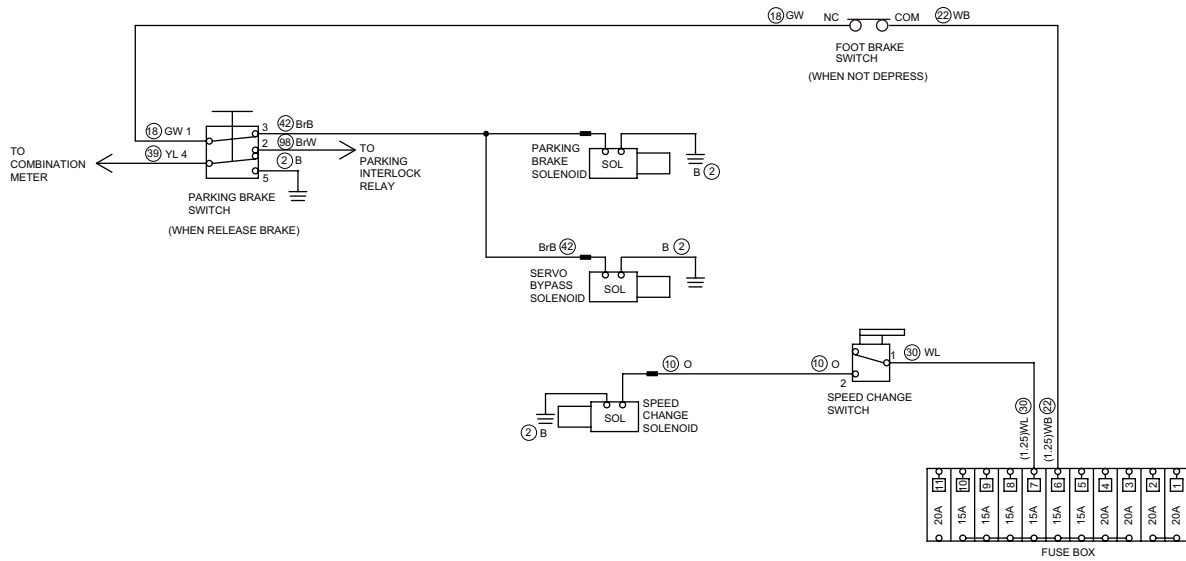 18 GW
NC
COM
22 WB
FOOT BRAKE
SWITCH
(WHEN NOT DEPRESS)
18 GW 1
3
42 BrB
2
98 BrW
2 B
5
39 YL 4
TO
COMBINATION
METER
TO
PARKING
INTERLOCK
RELAY
PARKING BRAKE
SWITCH
(WHEN RELEASE BRAKE)
PARKING
BRAKE
SOLENOID
SOL
B 2
BrB 42
B 2
SERVO
BYPASS
SOLENOID
SOL
10 O
10 O
1
30 WL
2
SPEED CHANGE
SWITCH
SOL
SPEED
CHANGE
SOLENOID
2 B
(1.25)WL 30
(1.25)WB 22
11
10
9
8
7
6
5
4
3
2
1
20A
15A
15A
15A
15A
15A
15A
20A
20A
20A
20A
FUSE BOX